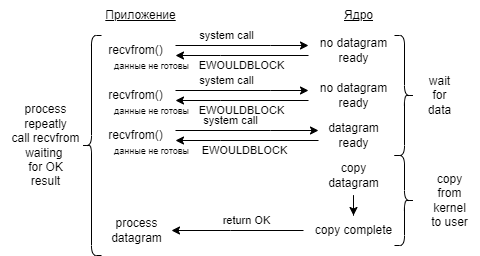 Приложение
Ядро
system call
recvfrom()
no datagram
ready
данные не готовы
EWOULDBLOCK
system call
recvfrom()
no datagram
ready
данные не готовы
EWOULDBLOCK
system call
recvfrom()
datagram
ready
данные не готовы
EWOULDBLOCK
process
repeatly
call recvfrom
waiting
for OK
result
wait
for
data
copy
datagram
copy
from
kernel
to user
process
datagram
return OK
copy complete